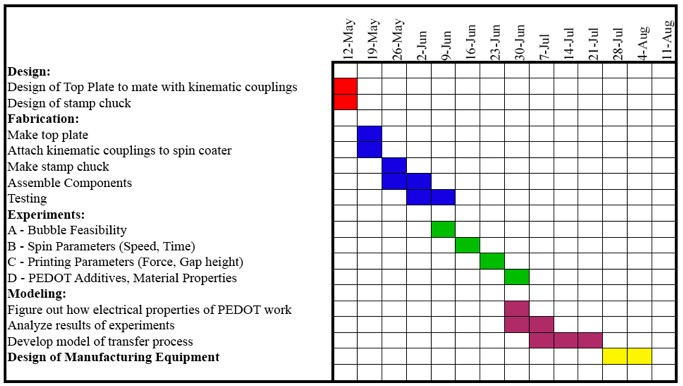 12-May
19-May
26-May
2-Jun
9-Jun
16-Jun
23-Jun
30-Jun
7-Jul
14-Jul
21-Jul
28-Jul
4-Aug
11-Aug
Design:
Design of Top Plate to mate with kinematic couplings
Design of stamp chuck
Fabrication:
Make top plate
Attach kinematic couplings to spin coater
Make stamp chuck
Assemble Components
Testing
Experiments:
A - Bubble Feasibility
B - Spin Parameters (Speed, Time)
C - Printing Parameters (Force, Gap height)
D - PEDOT Additives, Material Properties
Modeling:
Figure out how electrical properties of PEDOT work
Analyze results of experiments
Develop model of transfer process
Design of Manufacturing Equipment